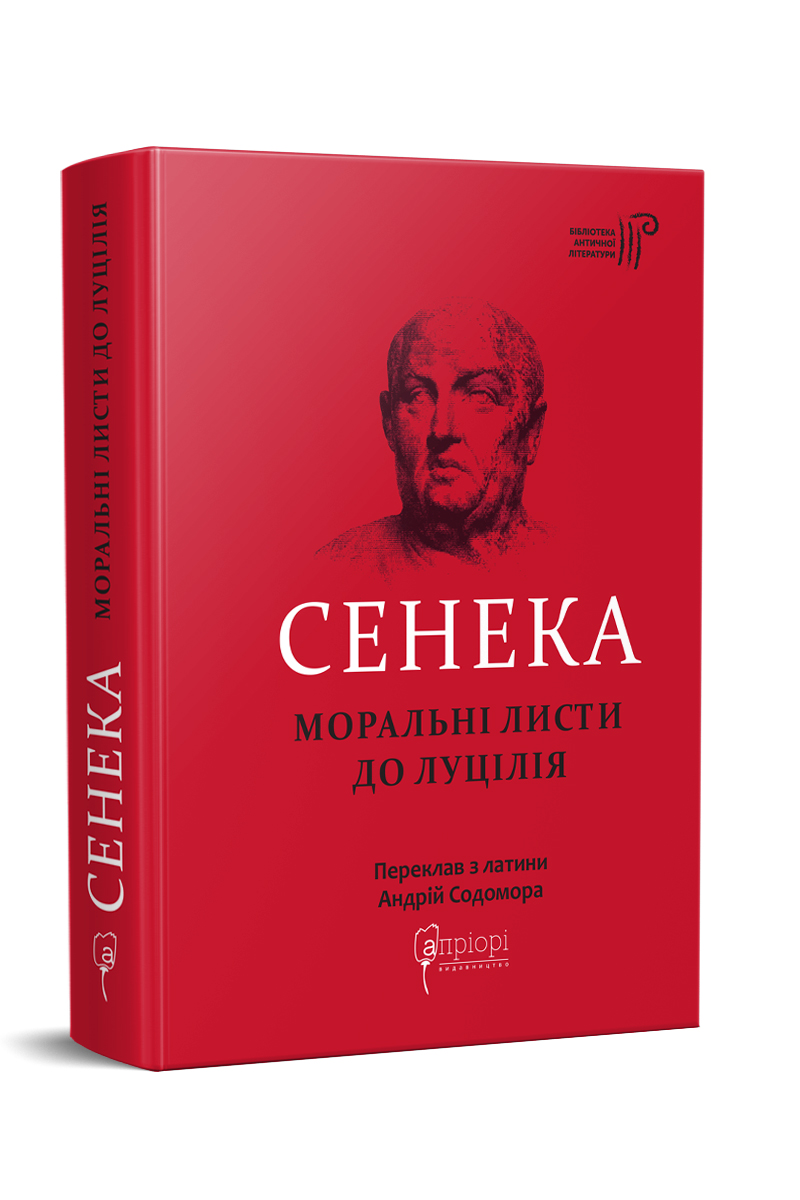 МОРАЛЬНІ ЛИСТИ ДО ЛУЦІЛІЯ
СЕНЕКА
а
БІБЛІОТЕКА
АНТИЧНОЇ
ЛІТЕРАТУРИ
СЕНЕКА
МОРАЛЬНІ ЛИСТИ
ДО ЛУЦІЛІЯ
Переклав з латини
Андрій Содомора
апріорі
видавництво